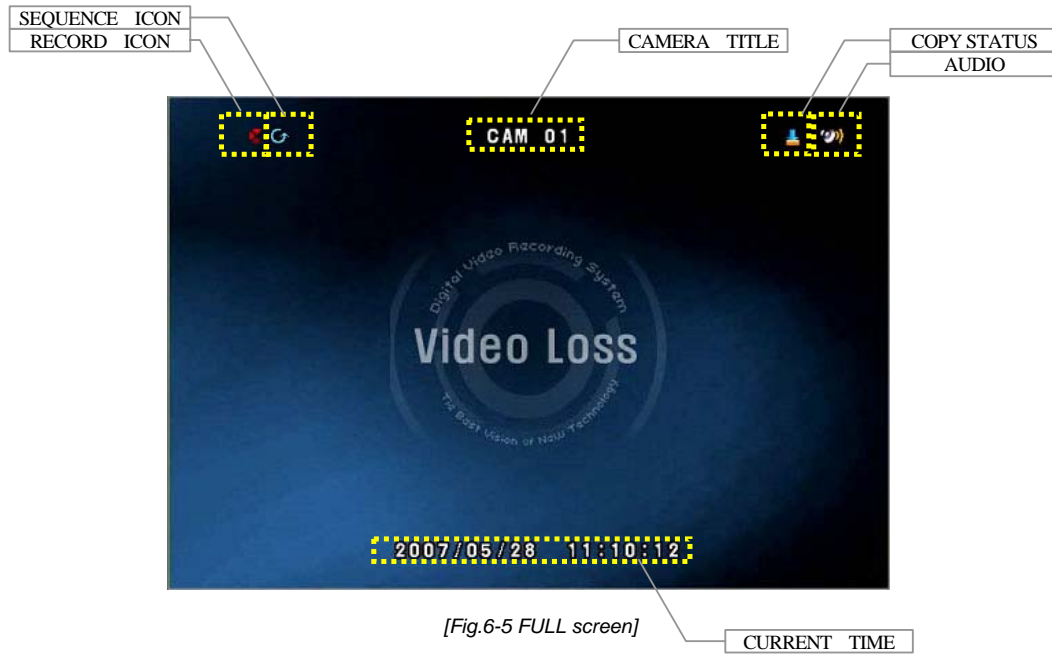 SEQUENCE ICON
RECORD ICON
CAMERA TITLE
COPY STATUS
AUDIO
CAM 01
Digital Video Recording System
Video Loss
The Best Vision of New Technology
2007/05/28 11:10:12
[Fig.6-5 FULL screen]
CURRENT TIME